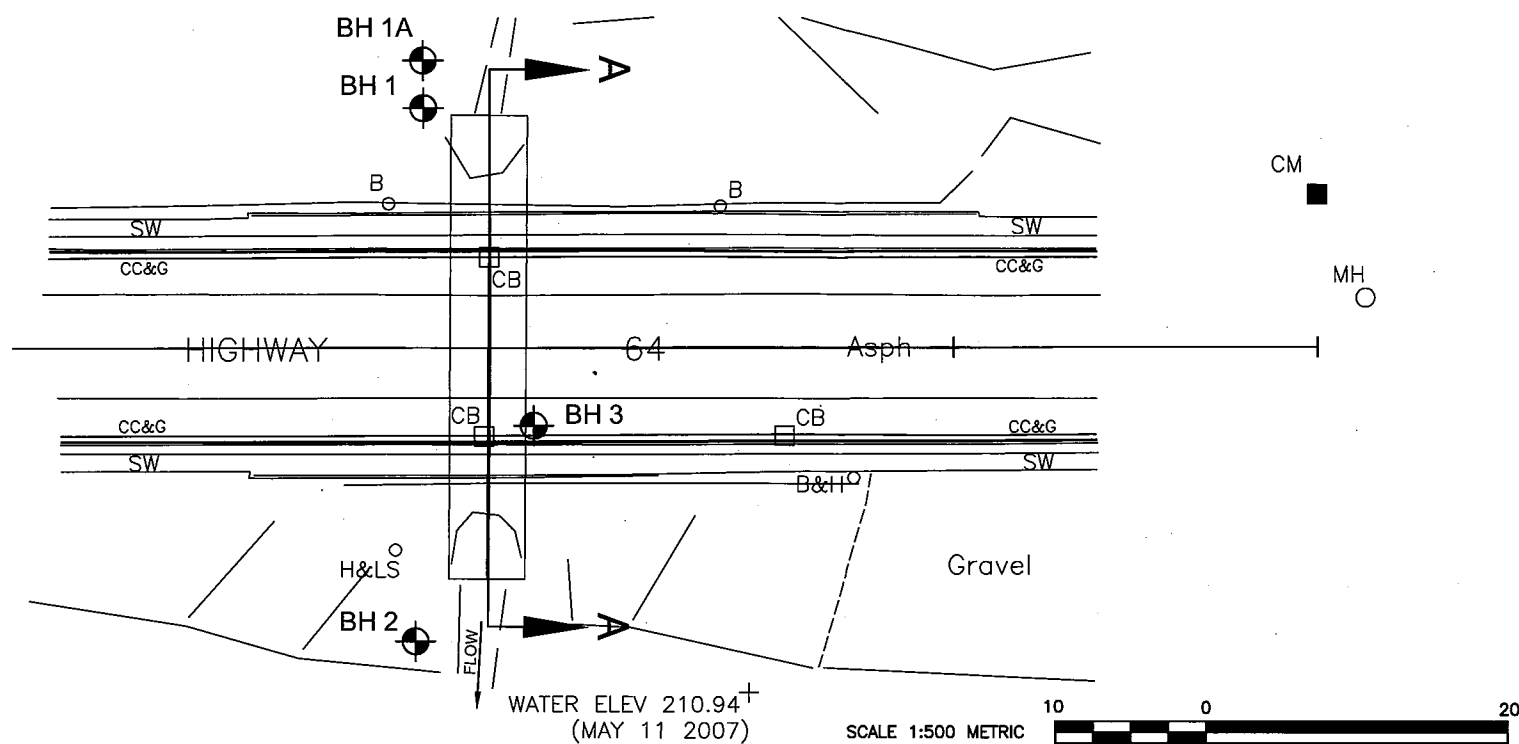 BH 1A
A
BH 1
CM
B
B
SW
SW
CC&G
CB
CC&G
MH
HIGHWAY 64 Asph
CB
BH 3
CB
CC&G
CC&G
SW
SW
B&H
H&LS
Gravel
BH 2
A
FLOW
WATER ELEV 210.94
(MAY 11 2007)
SCALE 1:500 METRIC
10 0 20